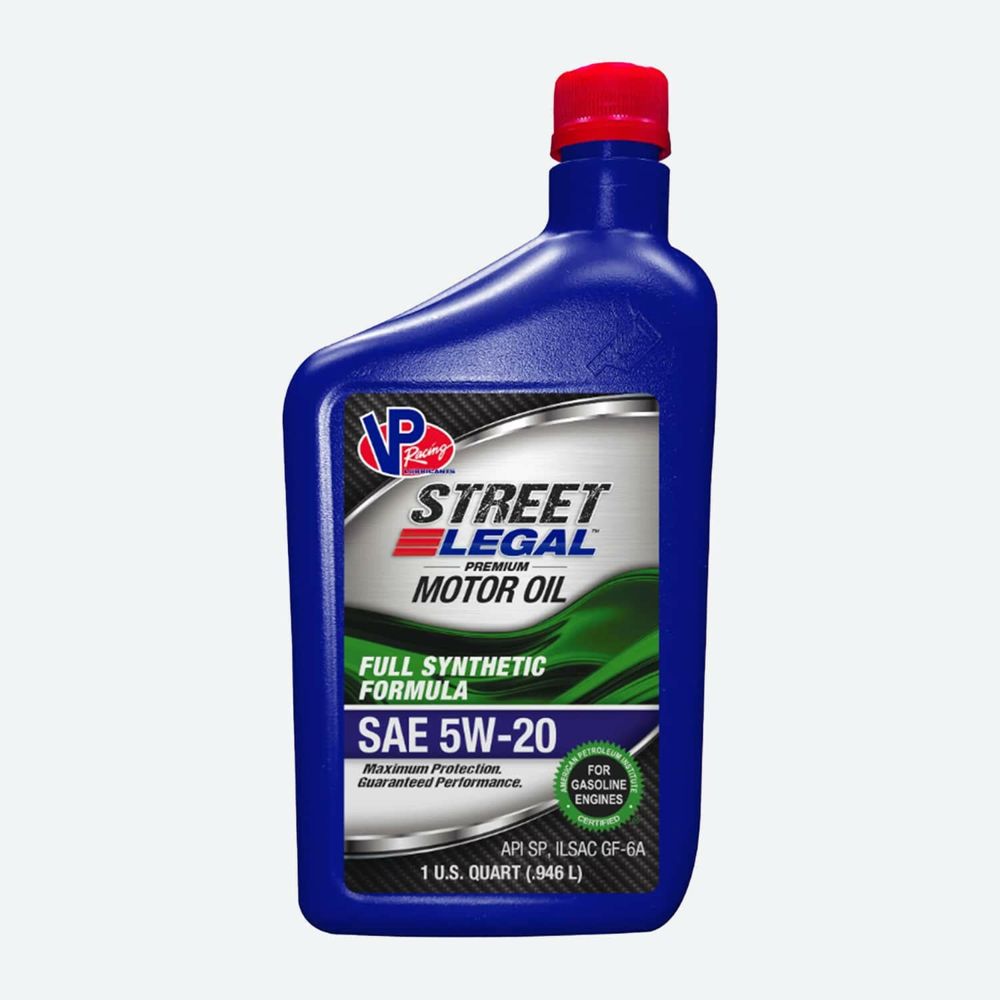 VP
Racing
LUBRICANTS
STREET
LEGAL™
PREMIUM
MOTOR OIL
FULL SYNTHETIC
FORMULA
SAE 5W-20
Maximum Protection.
Guaranteed Performance.
AMERICAN PETROLEUM INSTITUTE
FOR
GASOLINE
ENGINES
CERTIFIED
API SP, ILSAC GF-6A
1 U.S. QUART (.946 L)